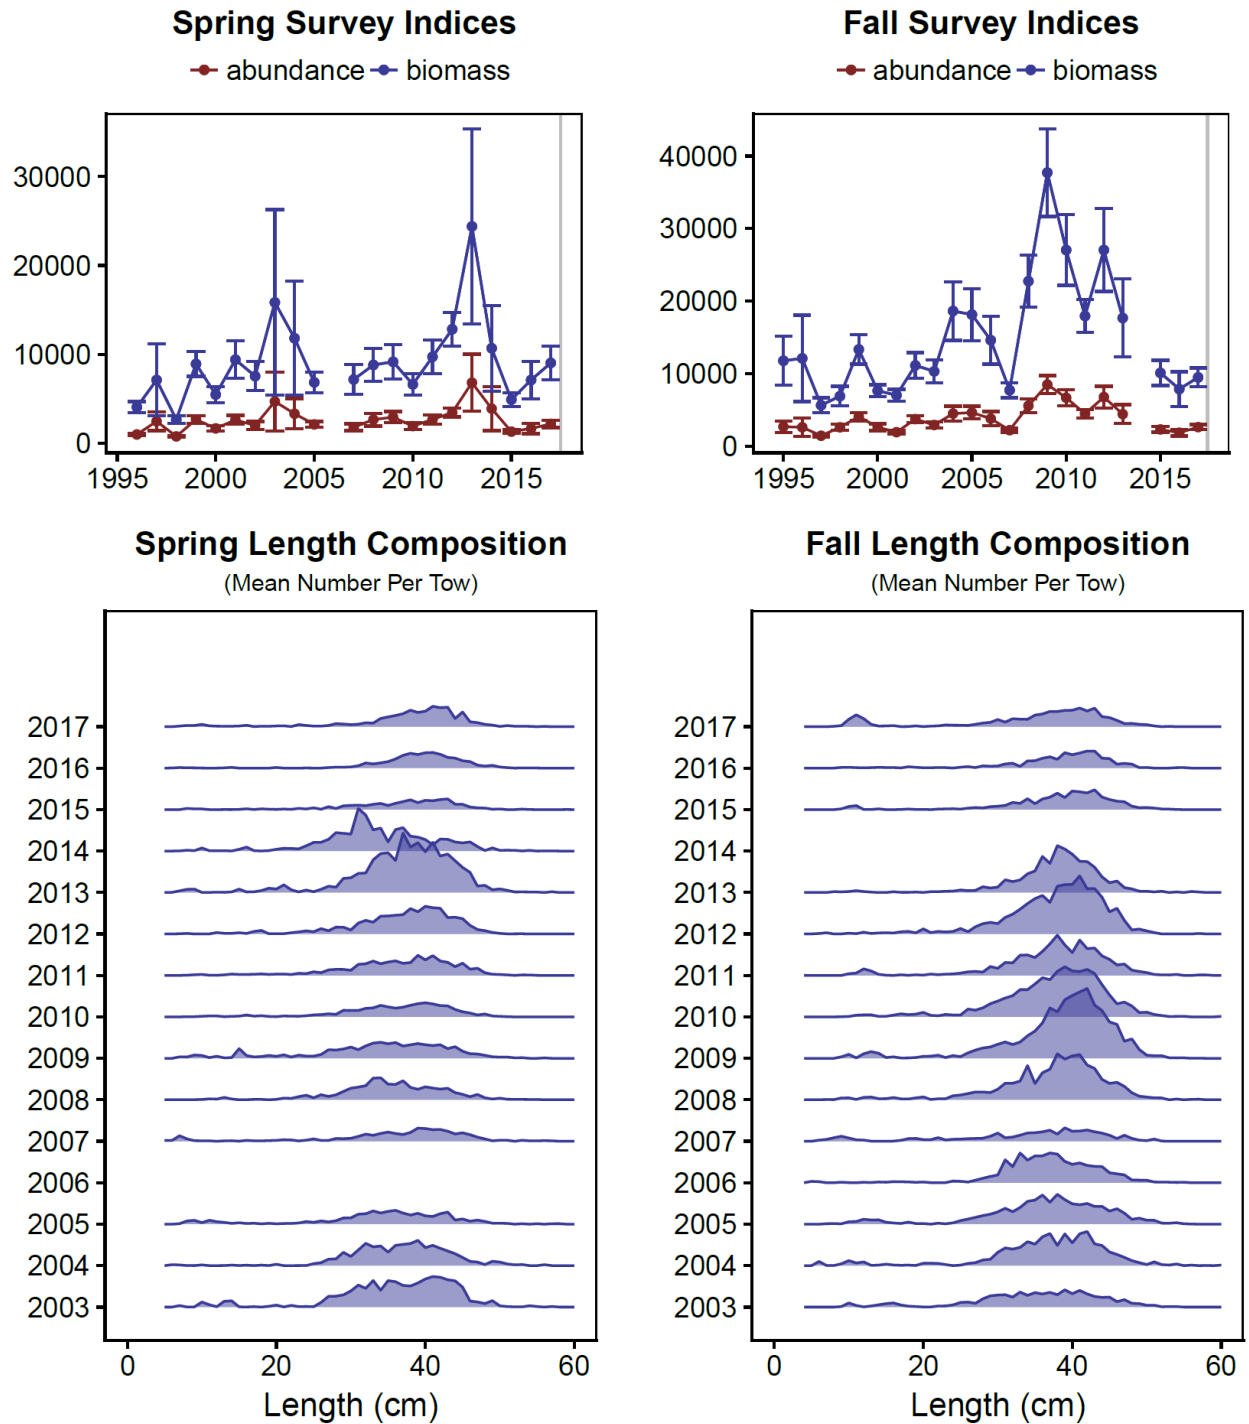 Spring Survey Indices
abundance biomass
30000
20000
10000
0
1995 2000 2005 2010 2015
Fall Survey Indices
abundance biomass
40000
30000
20000
10000
0
1995 2000 2005 2010 2015
Spring Length Composition
(Mean Number Per Tow)
2017
2016
2015
2014
2013
2012
2011
2010
2009
2008
2007
2006
2005
2004
2003
0 20 40 60
Length (cm)
Fall Length Composition
(Mean Number Per Tow)
2017
2016
2015
2014
2013
2012
2011
2010
2009
2008
2007
2006
2005
2004
2003
0 20 40 60
Length (cm)